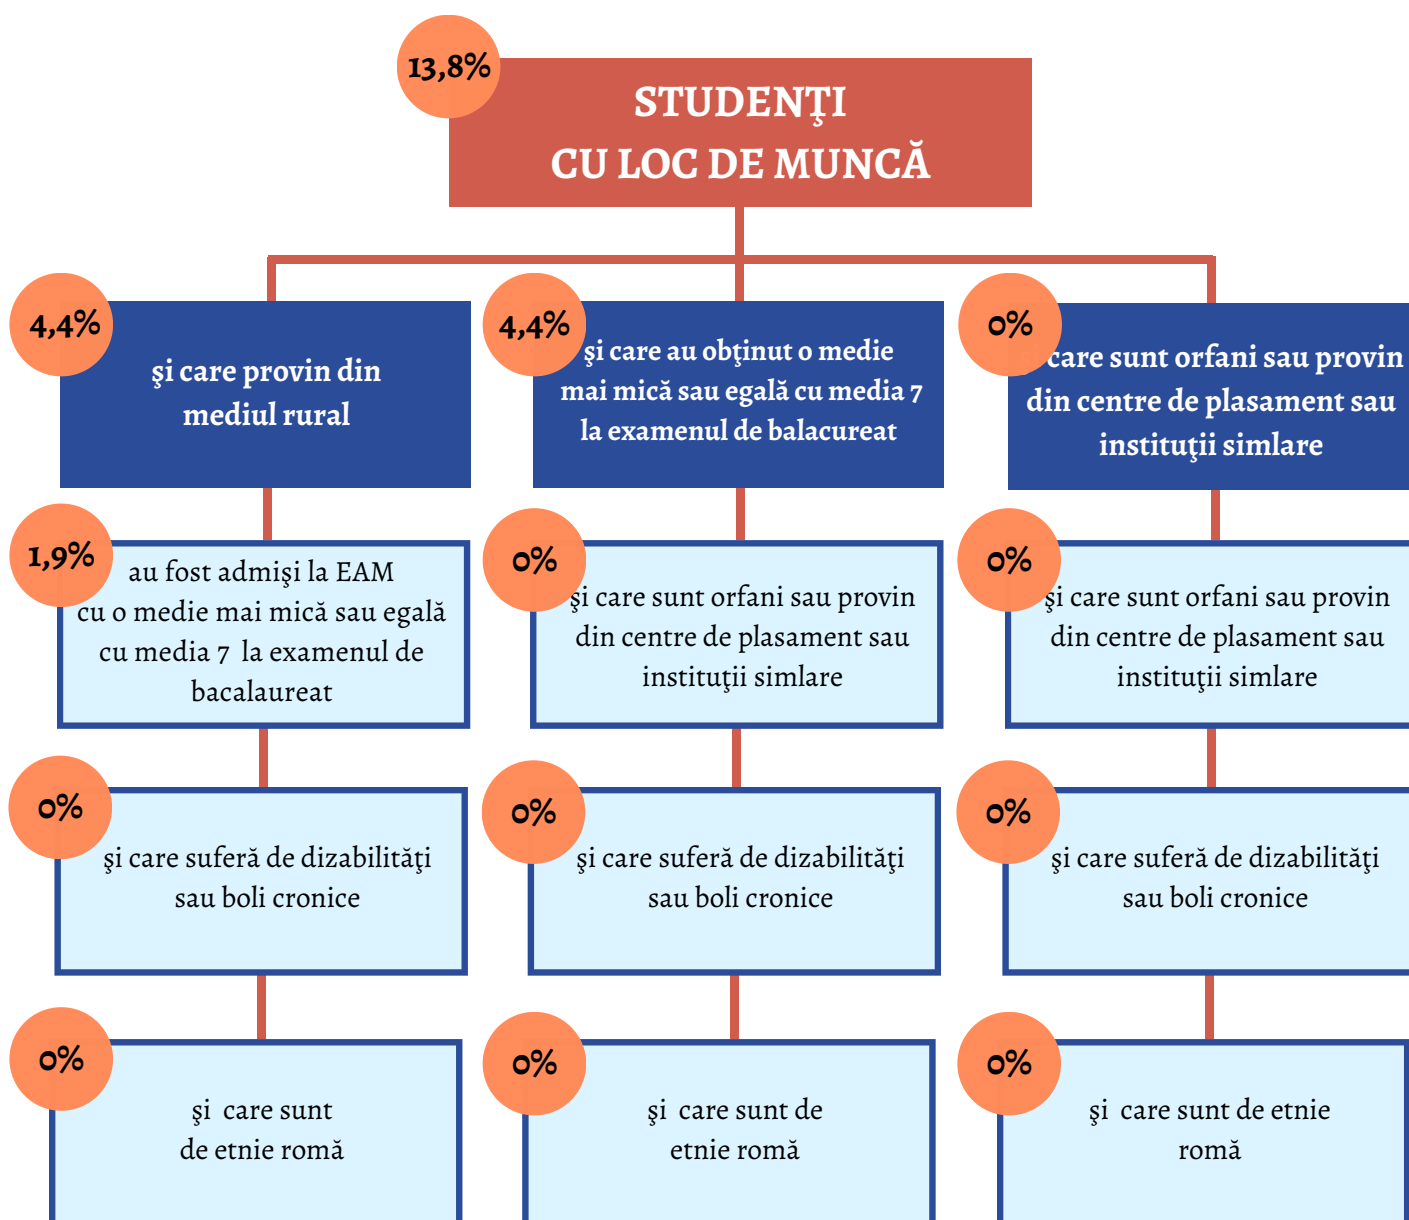 13,8%
STUDENŢI
CU LOC DE MUNCĂ
4,4%
şi care provin din
mediul rural
4,4%
şi care au obţinut o medie
mai mică sau egală cu media 7
la examenul de balacureat
0%
care sunt orfani sau provin
din centre de plasament sau
instituţii simlare
1,9%
au fost admişi la EAM
cu o medie mai mică sau egală
cu media 7 la examenul de
bacalaureat
0%
şi care sunt orfani sau provin
din centre de plasament sau
instituţii simlare
0%
şi care sunt orfani sau provin
din centre de plasament sau
instituţii simlare
0%
şi care suferă de dizabilităţi
sau boli cronice
0%
şi care suferă de dizabilităţi
sau boli cronice
0%
şi care suferă de dizabilităţi
sau boli cronice
0%
şi care sunt
de etnie romă
0%
şi care sunt de
etnie romă
0%
şi care sunt de etnie
romă